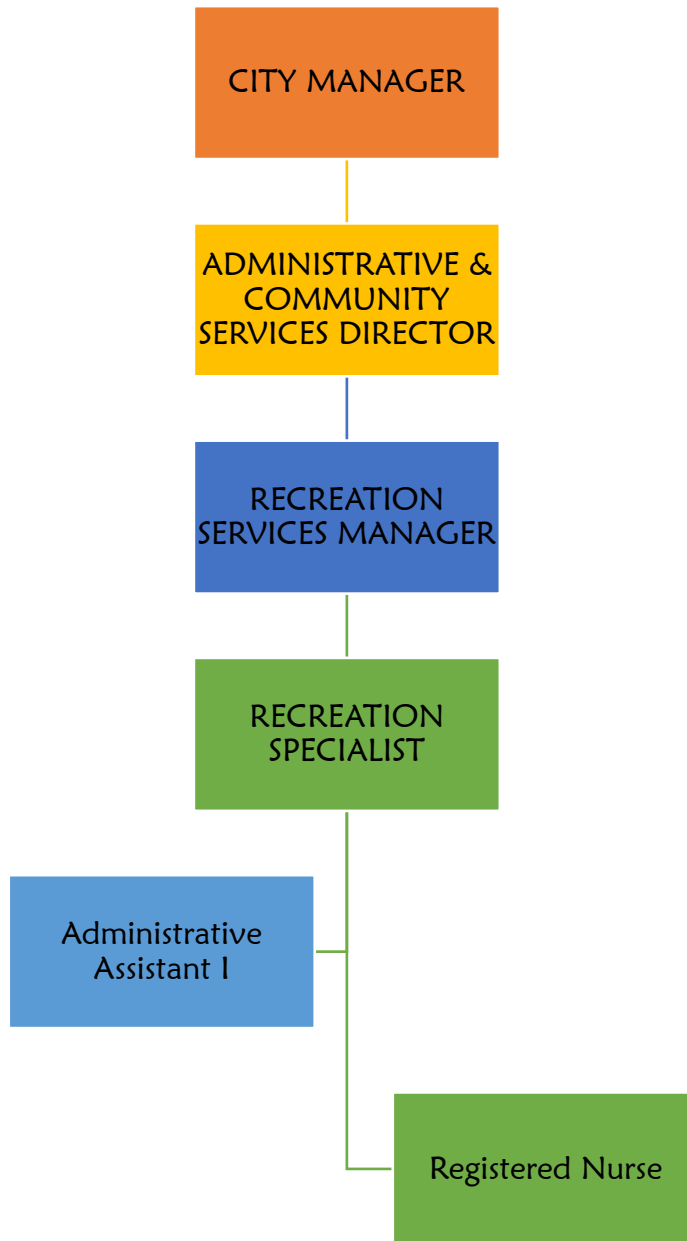 CITY MANAGER
ADMINISTRATIVE &
COMMUNITY
SERVICES DIRECTOR
RECREATION
SERVICES MANAGER
RECREATION
SPECIALIST
Administrative
Assistant I
Registered Nurse